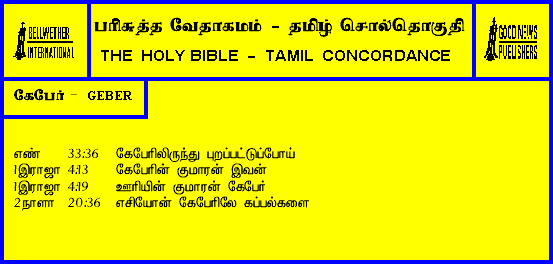 BELLWETHER
INTERNATIONAL
பரிசுத்த வேதாகமம் - தமிழ் சொல்தொகுதி
THE HOLY BIBLE - TAMIL CONCORDANCE
GOOD NEWS
PUBLISHERS
கேபேர் - GEBER
எண் 33:36 கேபேரிலிருந்து புறப்பட்டுப்போய்
1இராஜா 4:13 கேபேரின் குமாரன் இவன்
1இராஜா 4:19 ஊரியின் குமாரன் கேபேர்
2நாளா 20:36 எசியோன் கேபேரிலே கப்பல்களை